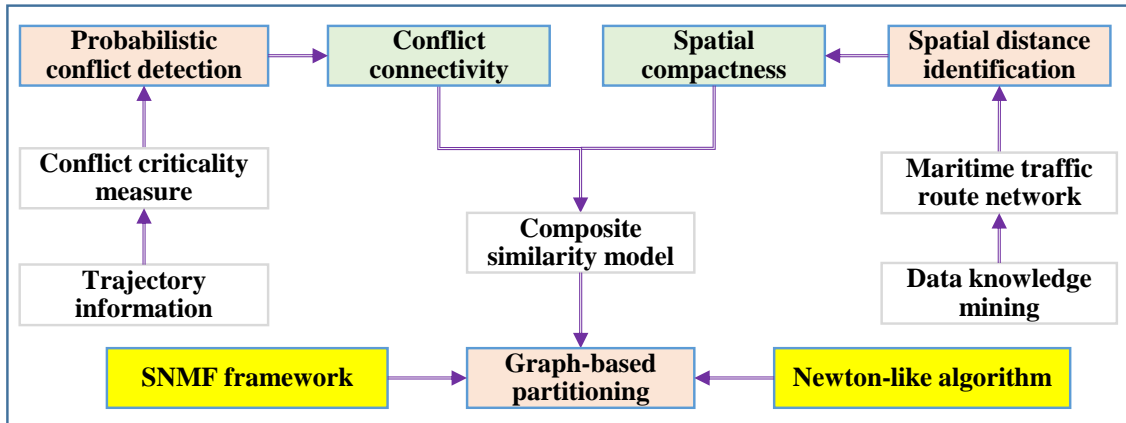 Probabilistic
conflict detection
Conflict
connectivity
Spatial
compactness
Spatial distance
identification
Conflict criticality
measure
Maritime traffic
route network
Composite
similarity model
Trajectory
information
Data knowledge
mining
SNMF framework
Graph-based
partitioning
Newton-like algorithm